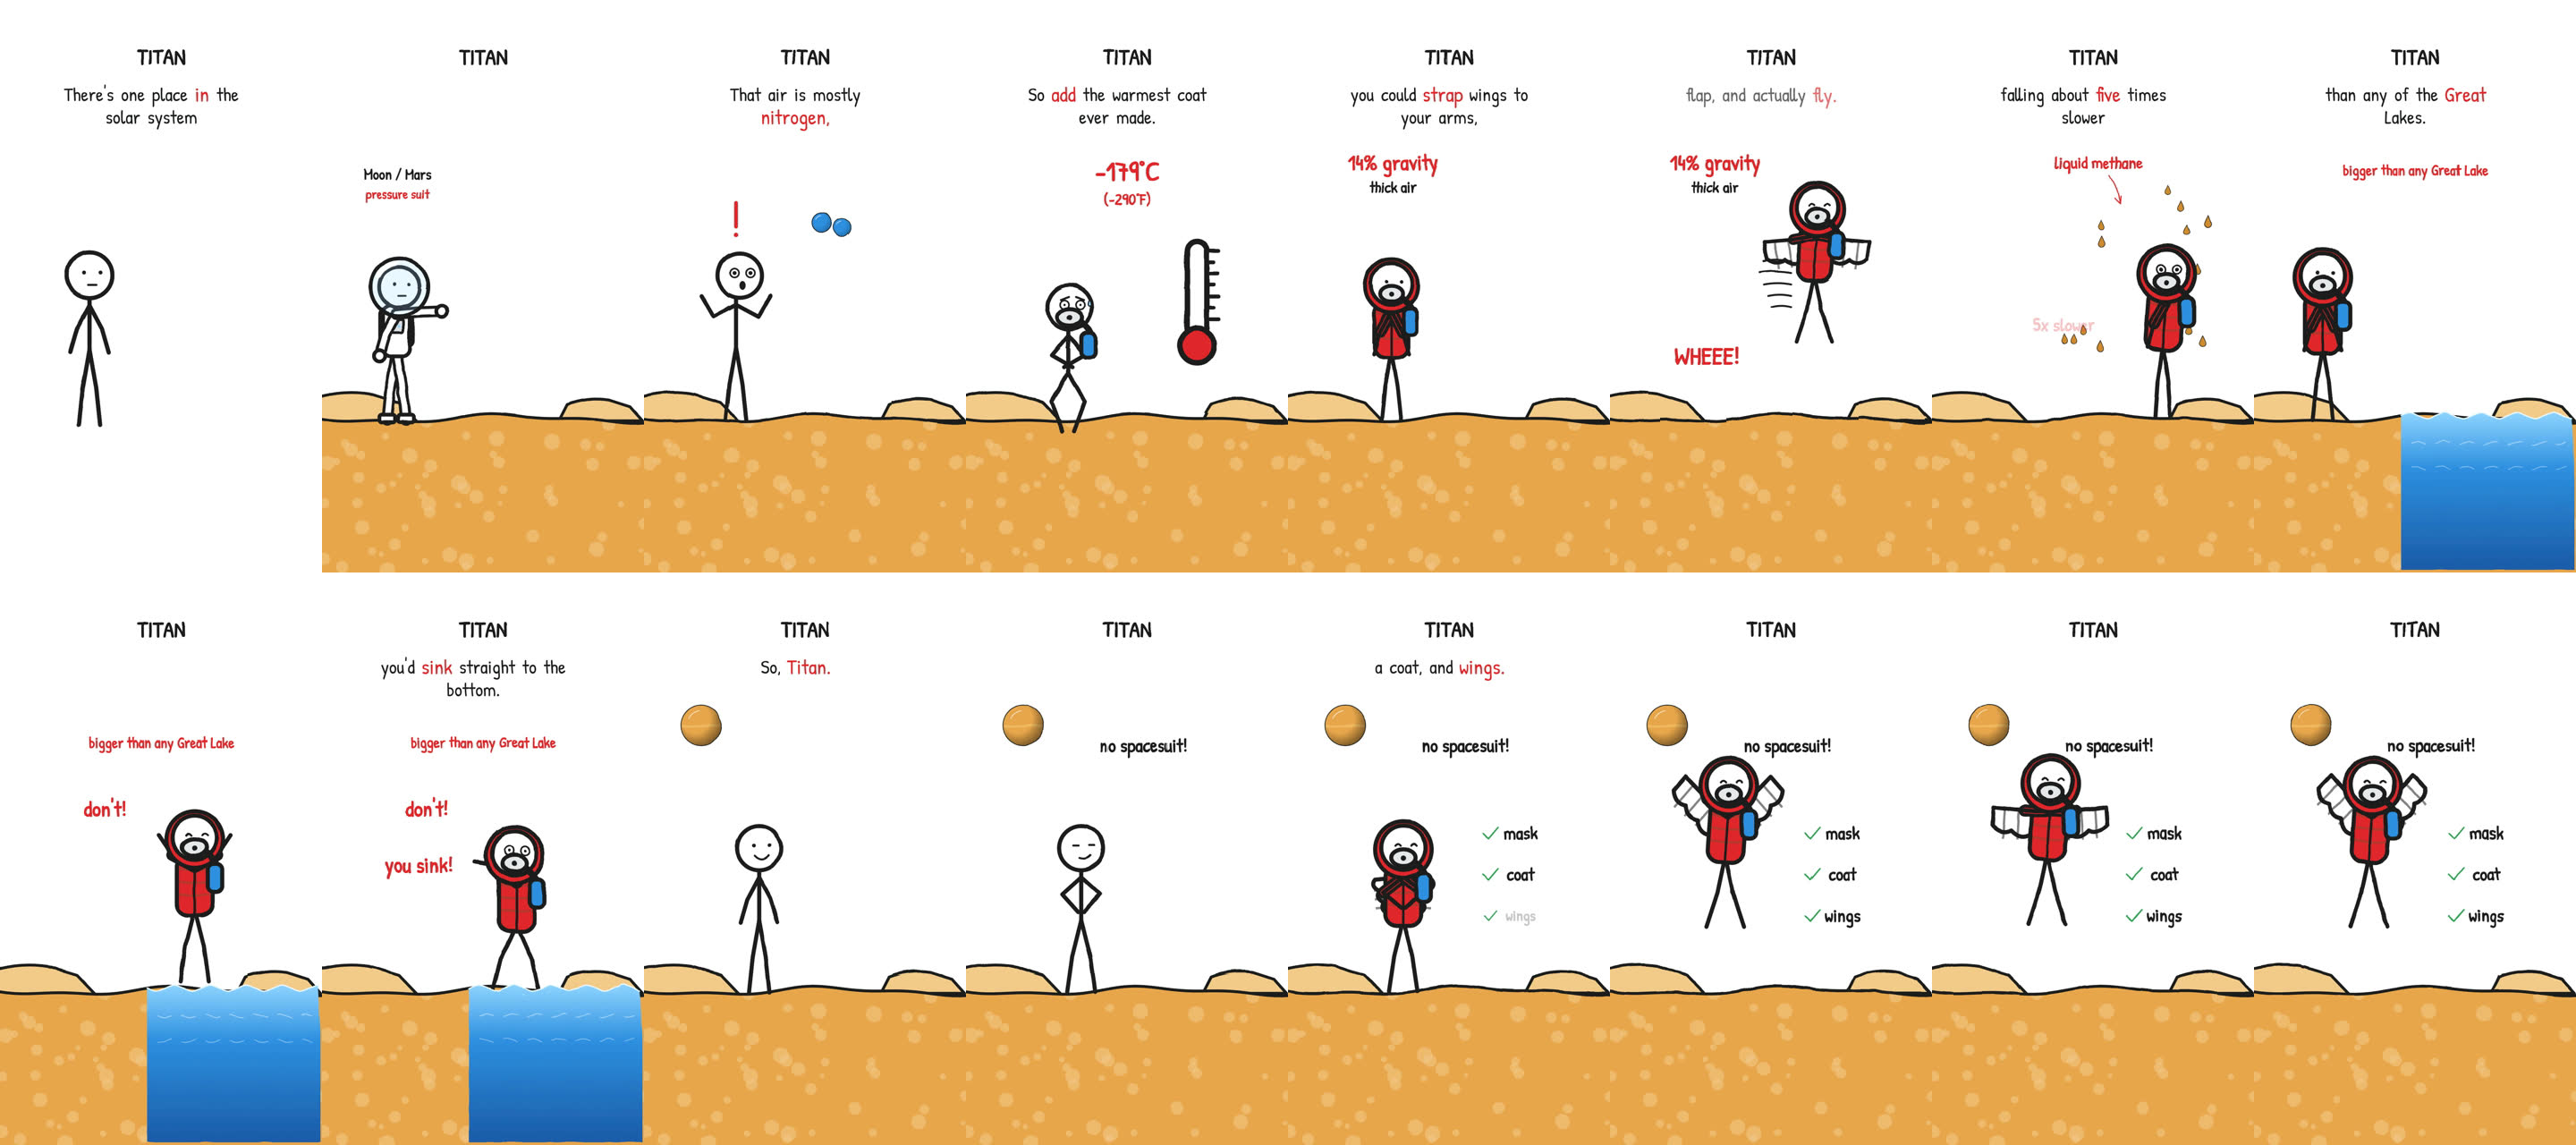 TITAN
There's one place in the
solar system
TITAN
Moon / Mars
pressure suit
TITAN
That air is mostly
nitrogen,
!
TITAN
So add the warmest coat
ever made.
-179°C
(-290°F)
TITAN
you could strap wings to
your arms,
14% gravity
thick air
TITAN
flap, and actually fly.
14% gravity
thick air
WHEEE!
TITAN
falling about five times
slower
liquid methane
5x slower
TITAN
than any of the Great
Lakes.
bigger than any Great Lake
TITAN
bigger than any Great Lake
don't!
TITAN
you'd sink straight to the
bottom.
bigger than any Great Lake
don't!
you sink!
TITAN
So, Titan.
TITAN
no spacesuit!
TITAN
a coat, and wings.
no spacesuit!
mask
coat
wings
TITAN
no spacesuit!
mask
coat
wings
TITAN
no spacesuit!
mask
coat
wings
TITAN
no spacesuit!
mask
coat
wings